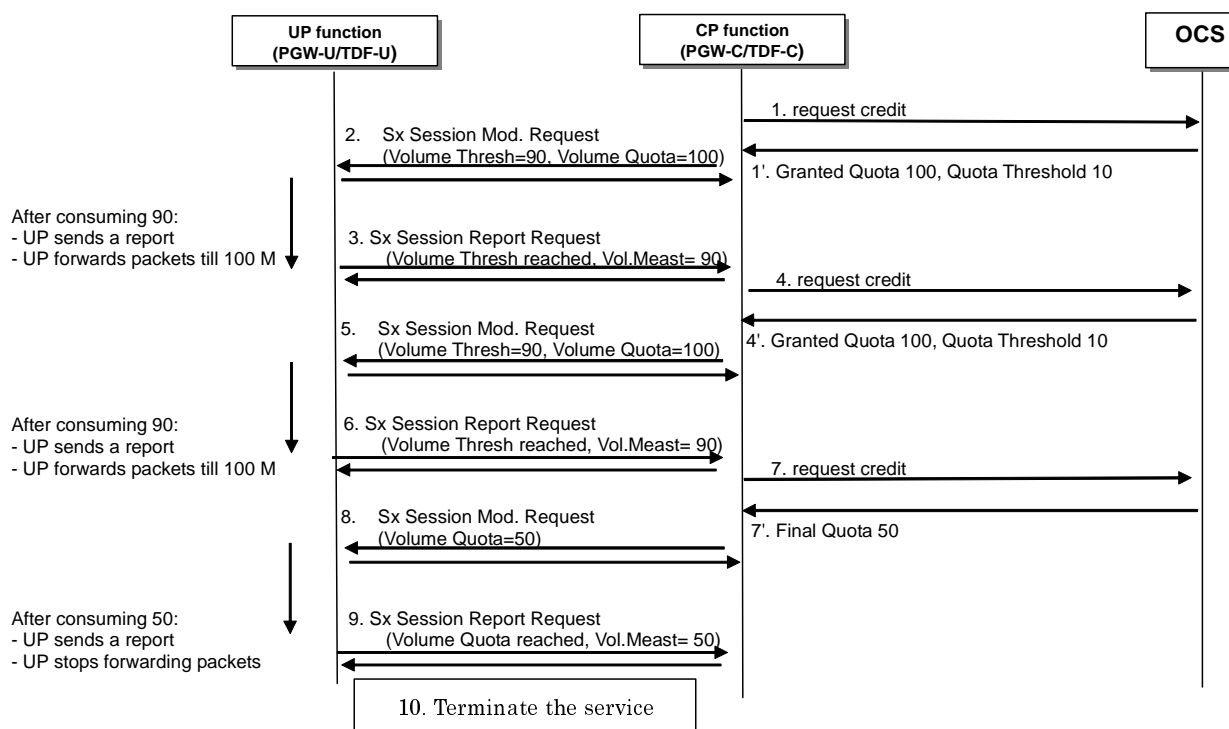 UP function
(PGW-U/TDF-U)
CP function
(PGW-C/TDF-C)
OCS
1. request credit
2. Sx Session Mod. Request
(Volume Thresh=90, Volume Quota=100)
1'. Granted Quota 100, Quota Threshold 10
After consuming 90:
- UP sends a report
- UP forwards packets till 100 M
3. Sx Session Report Request
(Volume Thresh reached, Vol.Meast= 90)
4. request credit
5. Sx Session Mod. Request
(Volume Thresh=90, Volume Quota=100)
4'. Granted Quota 100, Quota Threshold 10
After consuming 90:
- UP sends a report
- UP forwards packets till 100 M
6. Sx Session Report Request
(Volume Thresh reached, Vol.Meast= 90)
7. request credit
8. Sx Session Mod. Request
(Volume Quota=50)
7'. Final Quota 50
After consuming 50:
- UP sends a report
- UP stops forwarding packets
9. Sx Session Report Request
(Volume Quota reached, Vol.Meast= 50)
10. Terminate the service